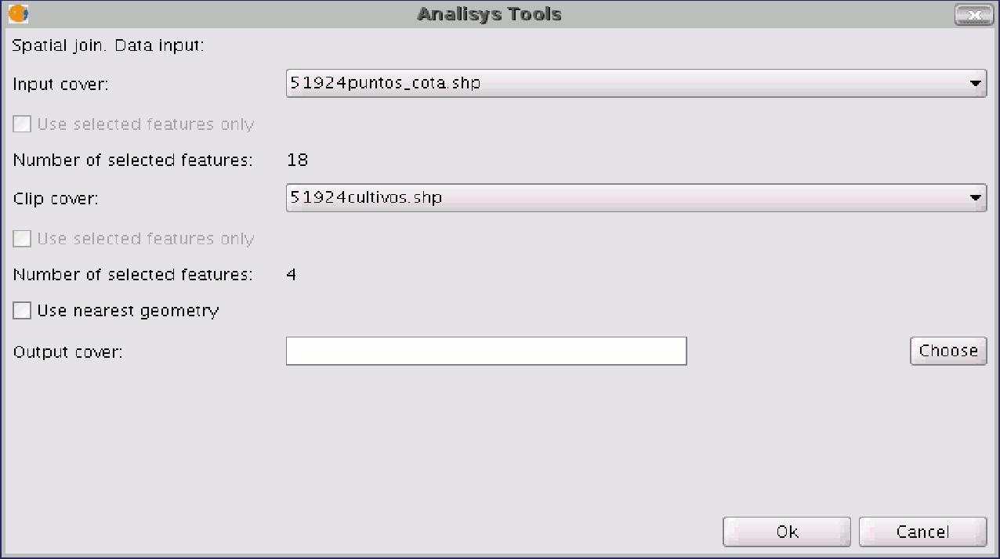 Analisys Tools
Spatial join. Data input:
Input cover: 51924puntos_cota.shp
Use selected features only
Number of selected features: 18
Clip cover: 51924cultivos.shp
Use selected features only
Number of selected features: 4
Use nearest geometry
Output cover: Choose
Ok Cancel